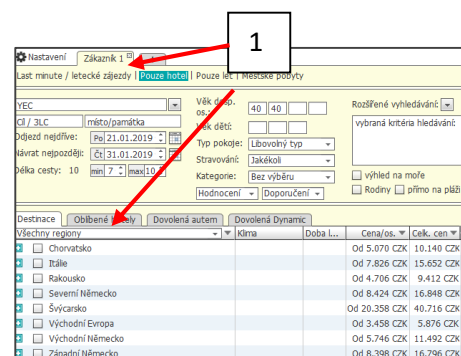 1
Nastavení Zákazník 1
Last minute / letecké zájezdy | Pouze hotel | Pouze let | Městské pobyty
YEC
Cíl / 3LC místo/památka
Odjezd nejdříve: Po 21.01.2019
Návrat nejpozději: Čt 31.01.2019
Délka cesty: 10 min 7 max 10
Věk dosp. os.: 40 40
Věk dětí:
Typ pokoje: Libovolný typ
Stravování: Jakékoli
Kategorie: Bez výběru
Hodnocení Doporučení
Rozšířené vyhledávání:
vybraná kritéria hledávání:
výhled na moře
Rodiny přímo na pláži
Destinace Oblíbené hotely Dovolená autem Dovolená Dynamic
Všechny regiony Klima Doba l... Cena/os. Celk. cen
Chorvatsko Od 5.070 CZK 10.140 CZK
Itálie Od 7.826 CZK 15.652 CZK
Rakousko Od 4.706 CZK 9.412 CZK
Severní Německo Od 8.424 CZK 16.848 CZK
Švýcarsko Od 20.358 CZK 40.716 CZK
Východní Evropa Od 3.458 CZK 5.876 CZK
Východní Německo Od 5.746 CZK 11.492 CZK
Západní Německo Od 8.398 CZK 16.796 CZK